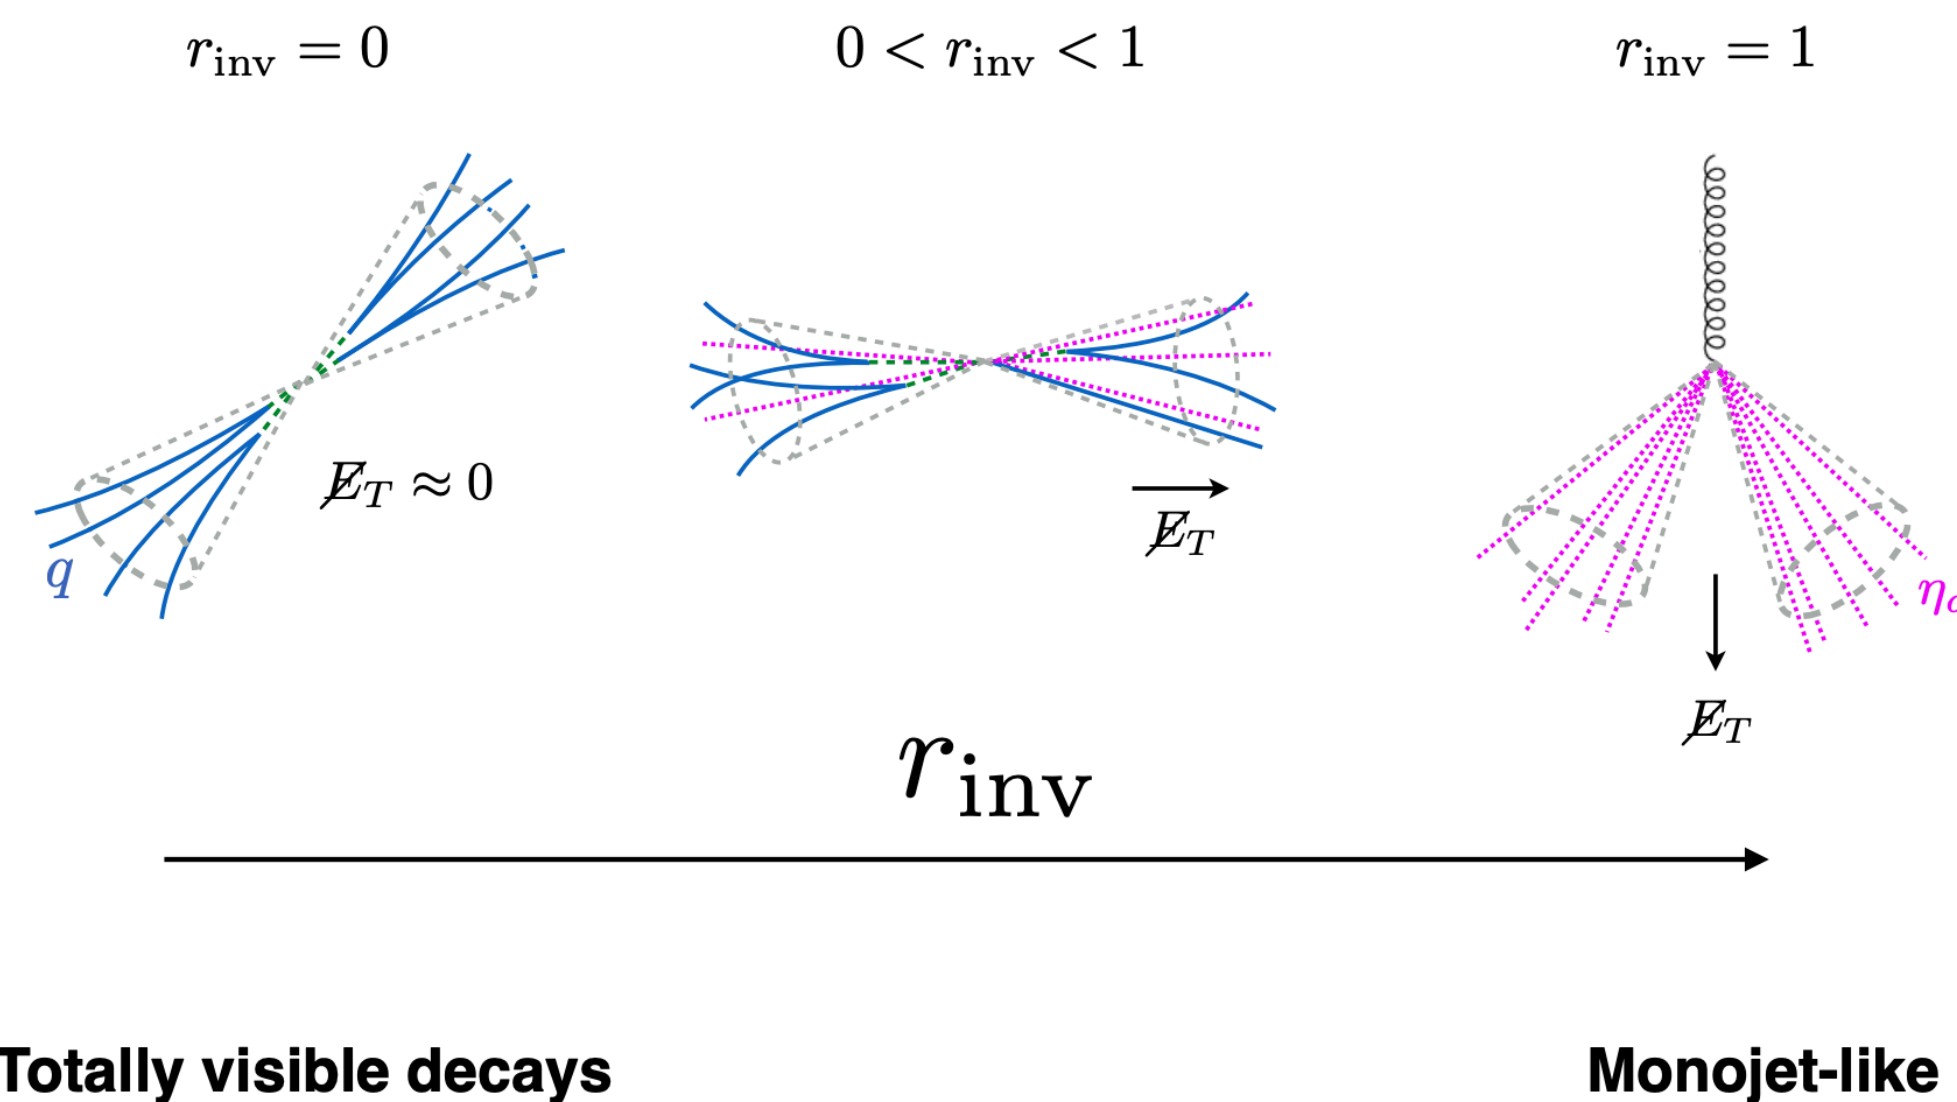 r_inv = 0
0 < r_inv < 1
r_inv = 1
E̸_T ≈ 0
E̸_T
q
η
E̸_T
r_inv
Totally visible decays
Monojet-like